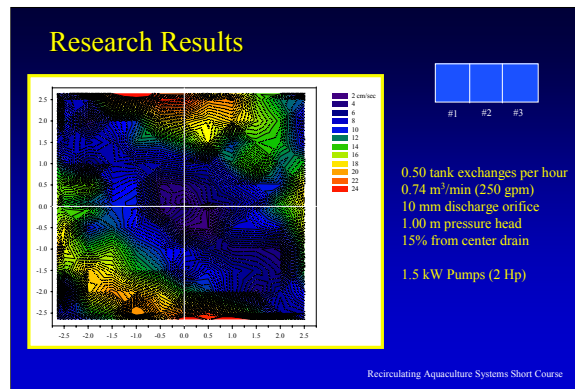 Research Results
2.5
2.0
1.5
1.0
0.5
0.0
-0.5
-1.0
-1.5
-2.0
-2.5
-2.5 -2.0 -1.5 -1.0 -0.5 0.0 0.5 1.0 1.5 2.0 2.5
2 cm/sec
4
6
8
10
12
14
16
18
20
22
24
#1 #2 #3
0.50 tank exchanges per hour
0.74 m³/min (250 gpm)
10 mm discharge orifice
1.00 m pressure head
15% from center drain
1.5 kW Pumps (2 Hp)
Recirculating Aquaculture Systems Short Course